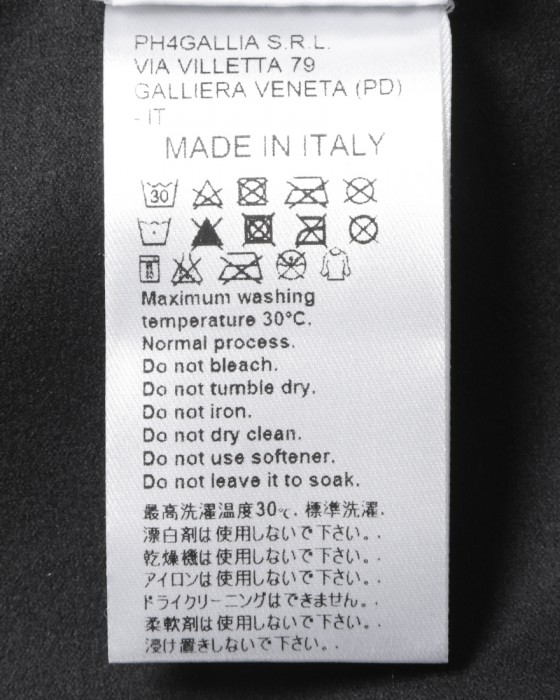 PH4GALLIA S.R.L.
VIA VILLETTA 79
GALLIERA VENETA (PD)
- IT
MADE IN ITALY
30
Maximum washing
temperature 30°C.
Normal process.
Do not bleach.
Do not tumble dry.
Do not iron.
Do not dry clean.
Do not use softener.
Do not leave it to soak.
最高洗濯温度30℃. 標準洗濯.
漂白剤は使用しないで下さい。.
乾燥機は使用しないで下さい。.
アイロンは使用しないで下さい。.
ドライクリーニングはできません。.
柔軟剤は使用しないで下さい。.
浸け置きしないで下さい。.